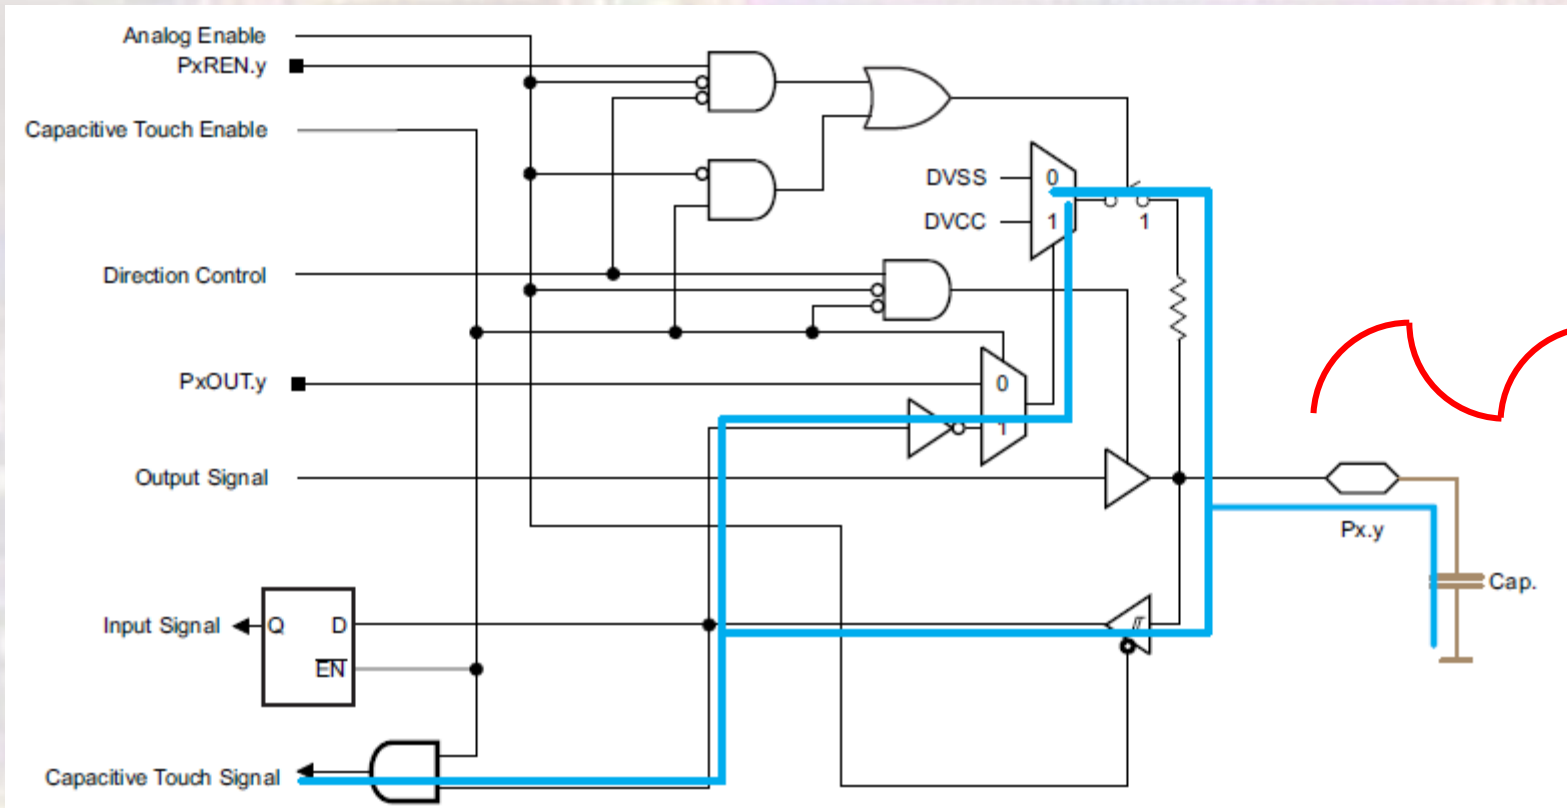 Analog Enable
PxREN.y
Capacitive Touch Enable
DVSS 0
DVCC 1 1
Direction Control
PxOUT.y 0
1
Output Signal
Px.y
Cap.
Input Signal Q D
EN
Capacitive Touch Signal